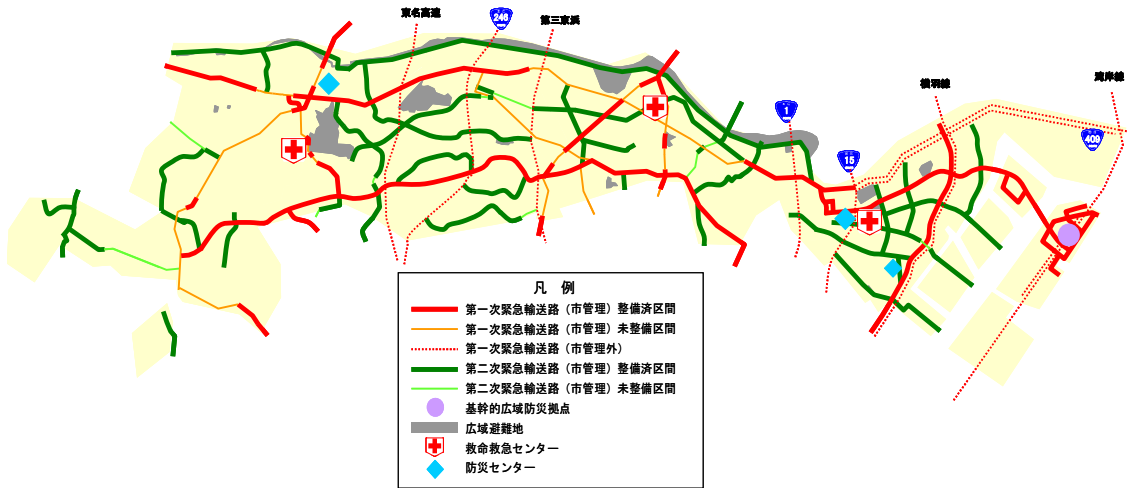 東名高速
246
第三京浜
1
15
横羽線
湾岸線
409
凡 例
第一次緊急輸送路（市管理）整備済区間
第一次緊急輸送路（市管理）未整備区間
第一次緊急輸送路（市管理外）
第二次緊急輸送路（市管理）整備済区間
第二次緊急輸送路（市管理）未整備区間
基幹的広域防災拠点
広域避難地
救命救急センター
防災センター